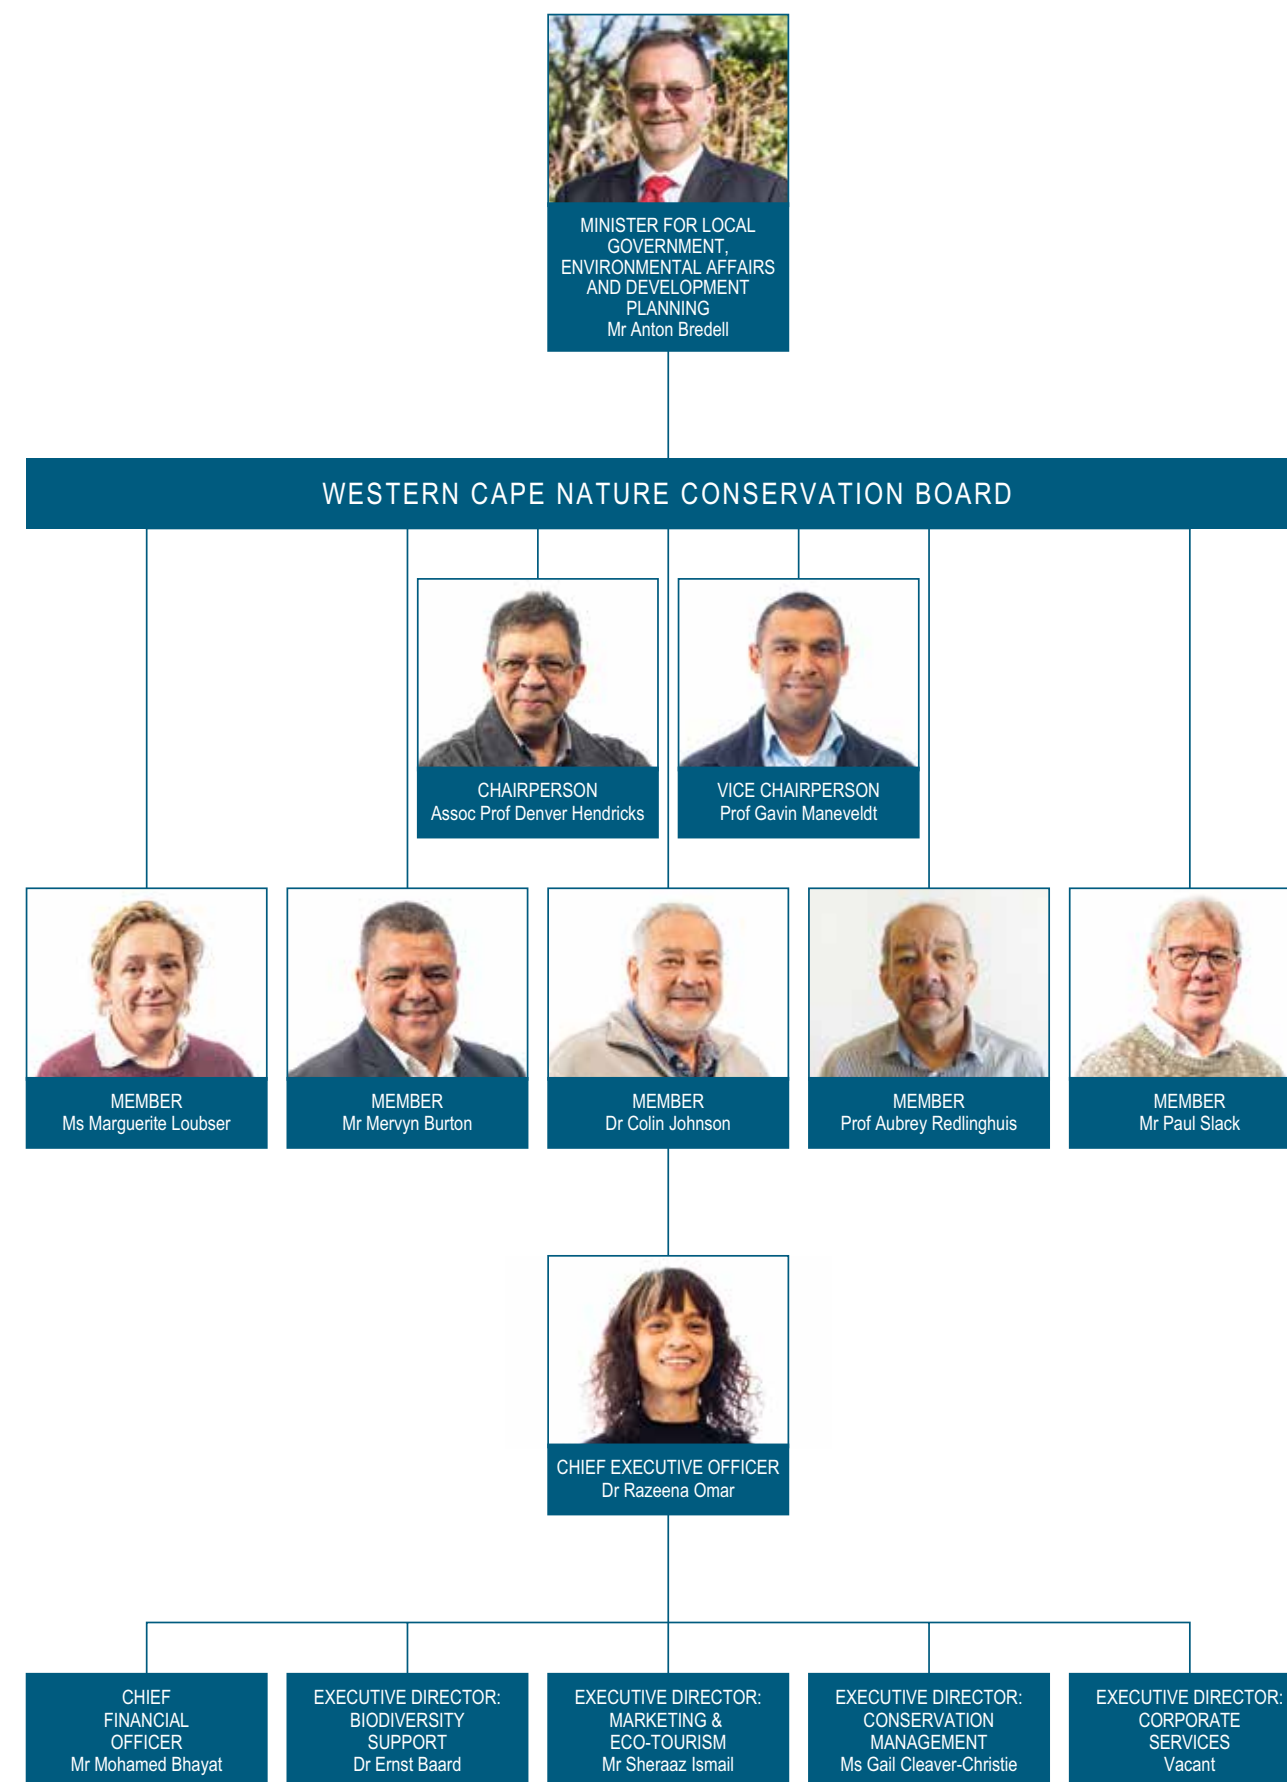 MINISTER FOR LOCAL
GOVERNMENT,
ENVIRONMENTAL AFFAIRS
AND DEVELOPMENT
PLANNING
Mr Anton Bredell
WESTERN CAPE NATURE CONSERVATION BOARD
CHAIRPERSON
Assoc Prof Denver Hendricks
VICE CHAIRPERSON
Prof Gavin Maneveldt
MEMBER
Ms Marguerite Loubser
MEMBER
Mr Mervyn Burton
MEMBER
Dr Colin Johnson
MEMBER
Prof Aubrey Redlinghuis
MEMBER
Mr Paul Slack
CHIEF EXECUTIVE OFFICER
Dr Razeena Omar
CHIEF
FINANCIAL
OFFICER
Mr Mohamed Bhayat
EXECUTIVE DIRECTOR:
BIODIVERSITY
SUPPORT
Dr Ernst Baard
EXECUTIVE DIRECTOR:
MARKETING &
ECO-TOURISM
Mr Sheraaz Ismail
EXECUTIVE DIRECTOR:
CONSERVATION
MANAGEMENT
Ms Gail Cleaver-Christie
EXECUTIVE DIRECTOR:
CORPORATE
SERVICES
Vacant